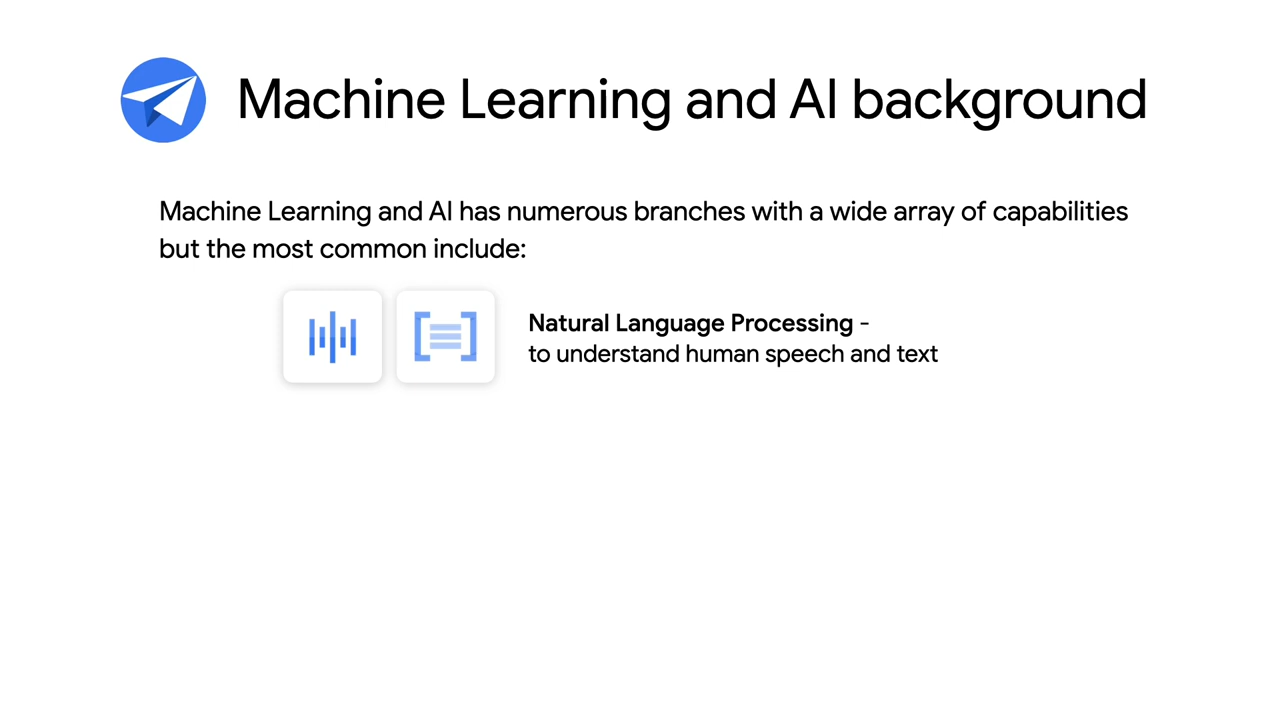 Machine Learning and AI background
Machine Learning and AI has numerous branches with a wide array of capabilities
but the most common include:
Natural Language Processing -
to understand human speech and text